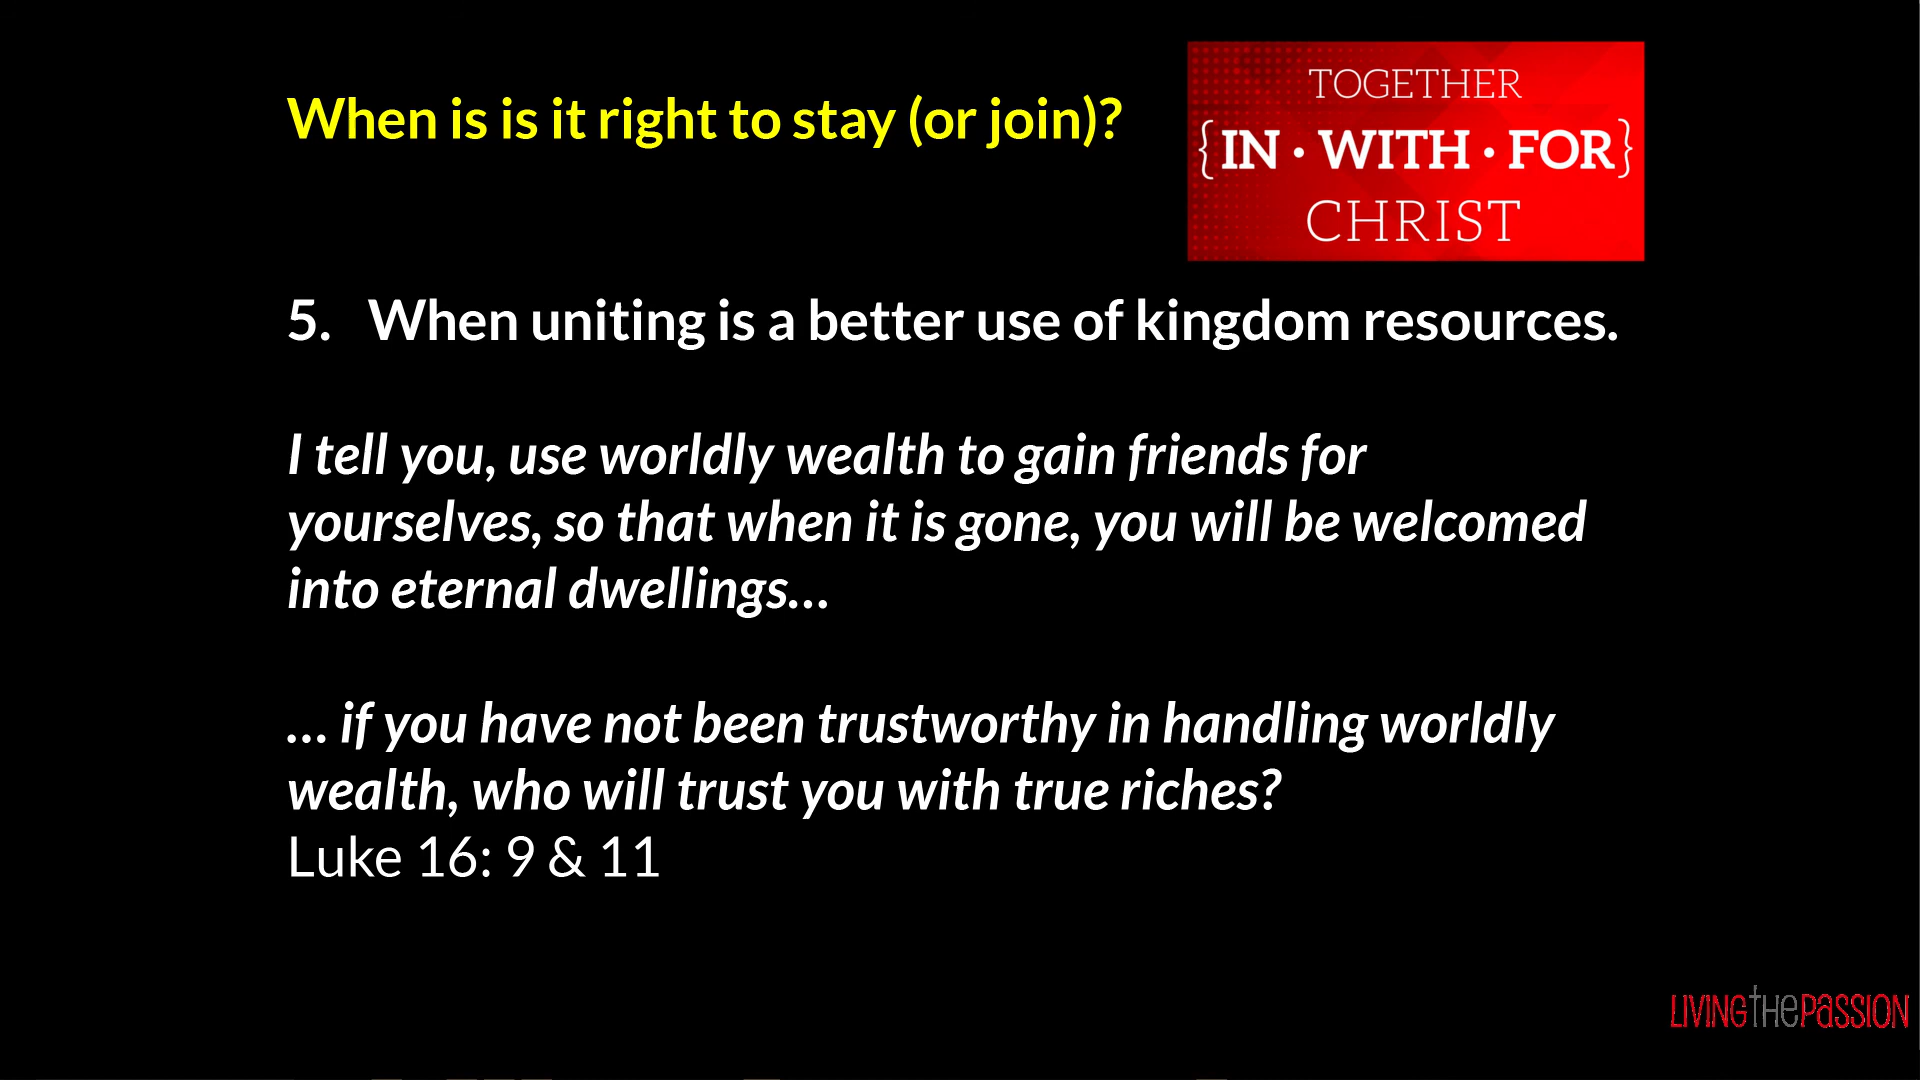 When is is it right to stay (or join)?
TOGETHER
{IN · WITH · FOR}
CHRIST
5. When uniting is a better use of kingdom resources.
I tell you, use worldly wealth to gain friends for
yourselves, so that when it is gone, you will be welcomed
into eternal dwellings…
… if you have not been trustworthy in handling worldly
wealth, who will trust you with true riches?
Luke 16: 9 & 11
LIVINGtHePaSSION